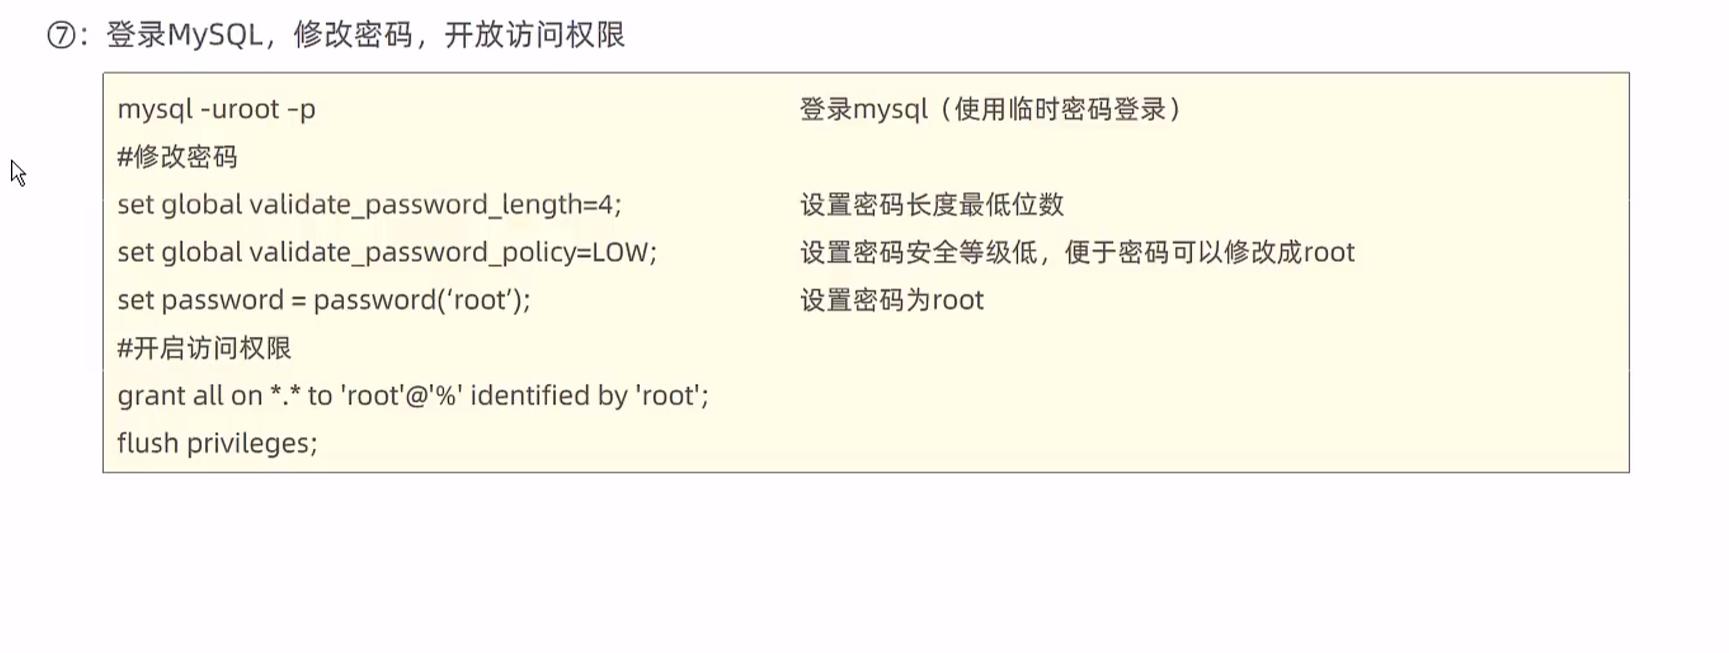 ⑦：登录MySQL，修改密码，开放访问权限
mysql -uroot –p 登录mysql（使用临时密码登录）
#修改密码
set global validate_password_length=4; 设置密码长度最低位数
set global validate_password_policy=LOW; 设置密码安全等级低，便于密码可以修改成root
set password = password(‘root’); 设置密码为root
#开启访问权限
grant all on *.* to 'root'@'%' identified by 'root';
flush privileges;